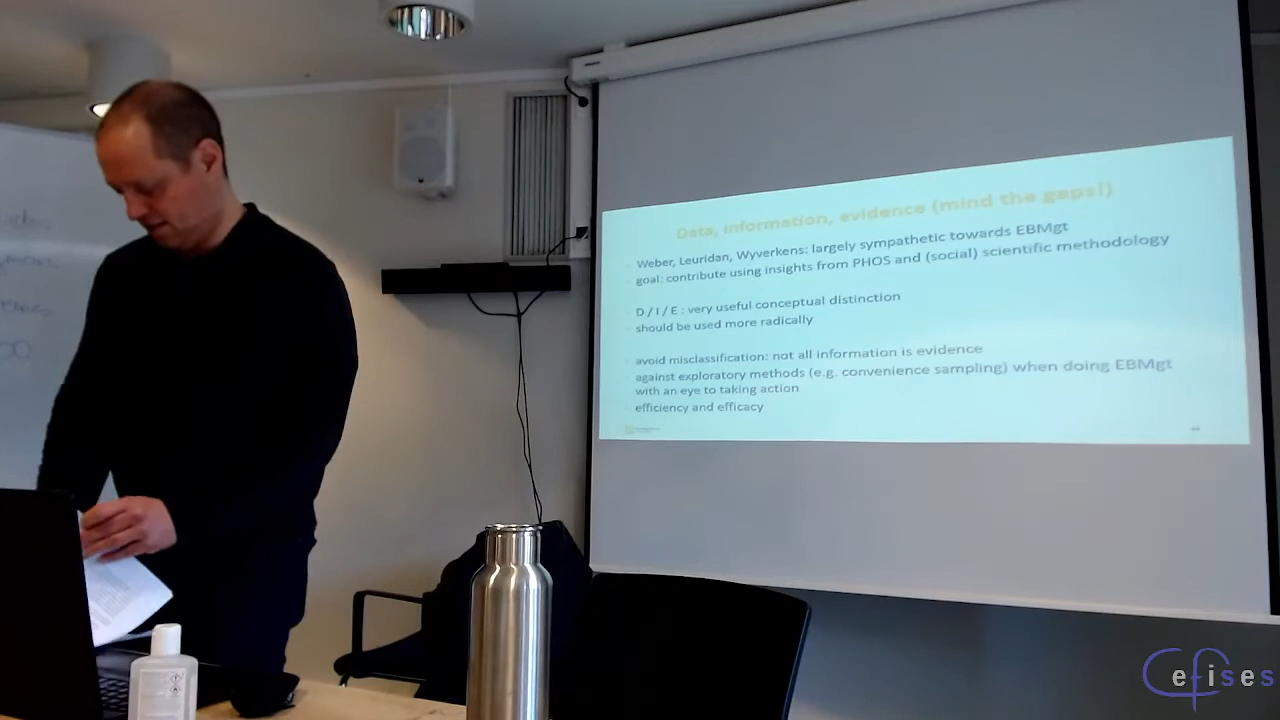 Data, information, evidence (mind the gaps!)
Weber, Leuridan, Wyverkens: largely sympathetic towards EBMgt
goal: contribute using insights from PHOS and (social) scientific methodology
D / I / E : very useful conceptual distinction
should be used more radically
avoid misclassification: not all information is evidence
against exploratory methods (e.g. convenience sampling) when doing EBMgt
with an eye to taking action
efficiency and efficacy
Cefises